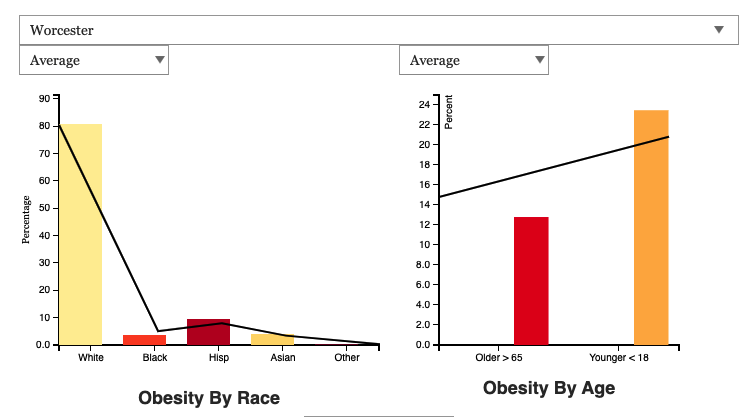 Worcester
Average
Average
90
80
70
60
50
40
30
20
10
0.0
Percentage
White Black Hisp Asian Other
Obesity By Race
Percent
24
22
20
18
16
14
12
10
8.0
6.0
4.0
2.0
0.0
Older > 65 Younger < 18
Obesity By Age